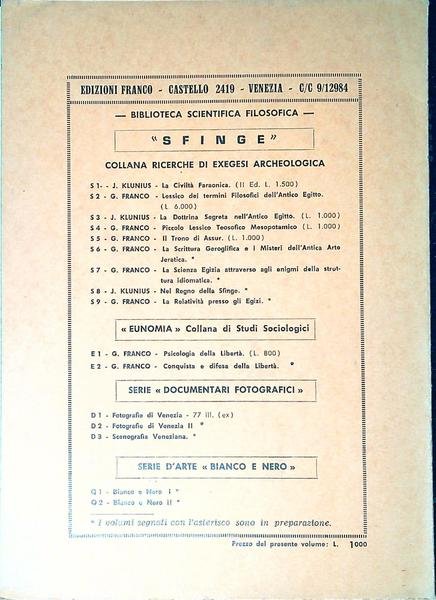 EDIZIONI FRANCO - CASTELLO 2419 - VENEZIA - C/C 9/12984
— BIBLIOTECA SCIENTIFICA FILOSOFICA —
“SFINGE”
COLLANA RICERCHE DI EXEGESI ARCHEOLOGICA
S 1 - J. KLUNIUS - La Civiltà Faraonica. (II Ed. L. 1.500)
S 2 - G. FRANCO - Lessico dei termini Filosofici dell'Antico Egitto.
(L 6.000)
S 3 - J. KLUNIUS - La Dottrina Segreta nell'Antico Egitto. (L. 1.000)
S 4 - G. FRANCO - Piccolo Lessico Teosofico Mesopotamico (L. 1.000)
S 5 - G. FRANCO - Il Trono di Assur. (L. 1.000)
S 6 - G. FRANCO - La Scrittura Geroglifica e I Misteri dell'Antica Arte
Jeratica. *
S 7 - G. FRANCO - La Scienza Egizia attraverso agli enigmi della strut-
tura idiomatica. *
S 8 - J. KLUNIUS - Nel Regno della Sfinge. *
S 9 - G. FRANCO - La Relatività presso gli Egizi. *
« EUNOMIA » Collana di Studi Sociologici
E 1 - G. FRANCO - Psicologia della Libertà. (L. 800)
E 2 - G. FRANCO - Conquista e difesa della Libertà. *
SERIE « DOCUMENTARI FOTOGRAFICI »
D 1 - Fotografie di Venezia - 77 ill. (ex)
D 2 - Fotografie di Venezia II *
D 3 - Scenografia Veneziana. *
SERIE D'ARTE « BIANCO E NERO »
Q 1 - Bianco e Nero I *
Q 2 - Bianco e Nero II *
* I volumi segnati con l'asterisco sono in preparazione.
Prezzo del presente volume: L. 1000